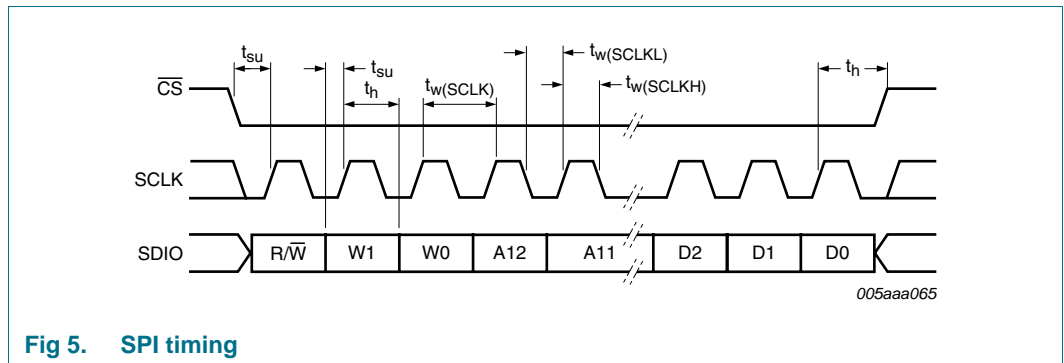 tsu
tsu
th
tw(SCLK)
tw(SCLKL)
tw(SCLKH)
th
CS
SCLK
SDIO
R/W
W1
W0
A12
A11
D2
D1
D0
005aaa065
Fig 5. SPI timing